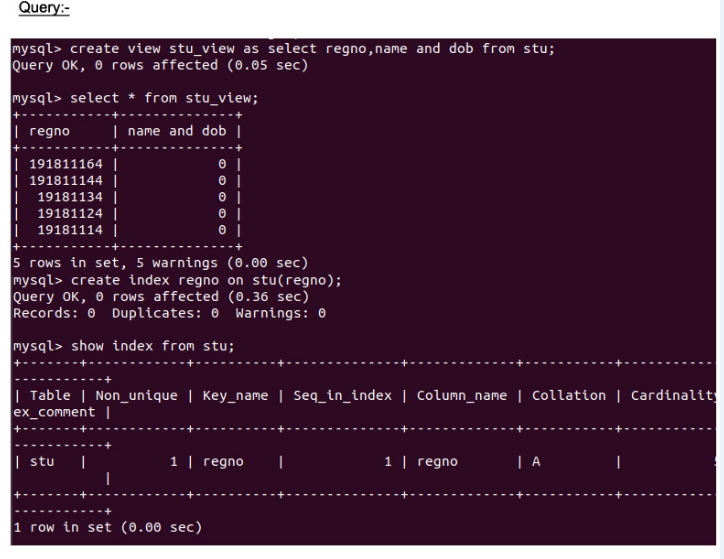 Query:-
mysql> create view stu_view as select regno,name and dob from stu;
Query OK, 0 rows affected (0.05 sec)
mysql> select * from stu_view;
+-----------+--------------+
| regno     | name and dob |
+-----------+--------------+
| 191811164 |            0 |
| 191811144 |            0 |
|  19181134 |            0 |
|  19181124 |            0 |
|  19181114 |            0 |
+-----------+--------------+
5 rows in set, 5 warnings (0.00 sec)
mysql> create index regno on stu(regno);
Query OK, 0 rows affected (0.36 sec)
Records: 0  Duplicates: 0  Warnings: 0
mysql> show index from stu;
+-------+------------+----------+--------------+-------------+-----------+------------
-----------+
| Table | Non_unique | Key_name | Seq_in_index | Column_name | Collation | Cardinality
ex_comment |
+-------+------------+----------+--------------+-------------+-----------+------------
-----------+
| stu   |          1 | regno    |            1 | regno       | A         |
           |
+-------+------------+----------+--------------+-------------+-----------+------------
-----------+
1 row in set (0.00 sec)